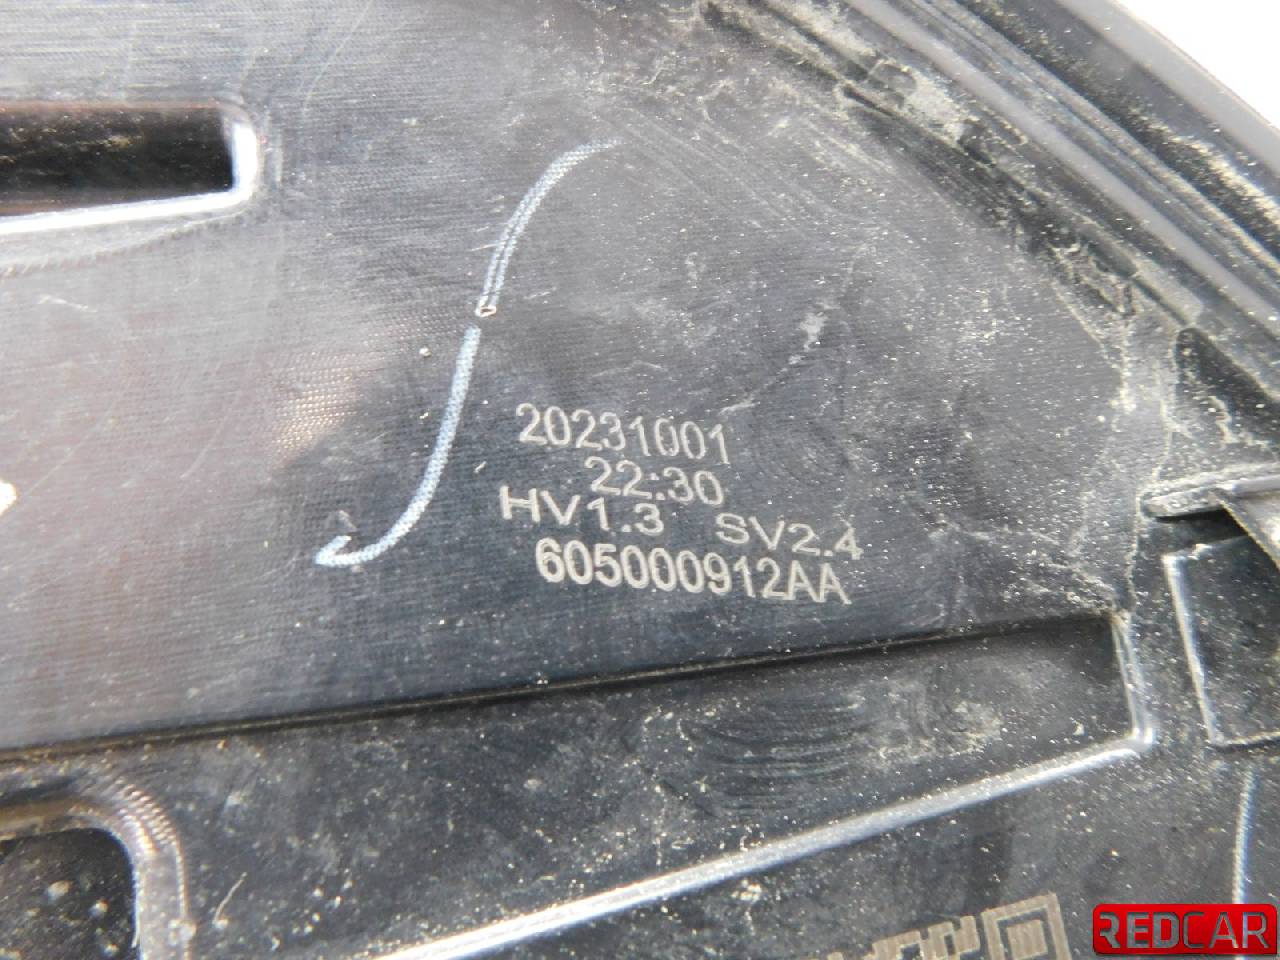 20231001
22:30
HV1.3 SV2.4
605000912AA
REDCAR